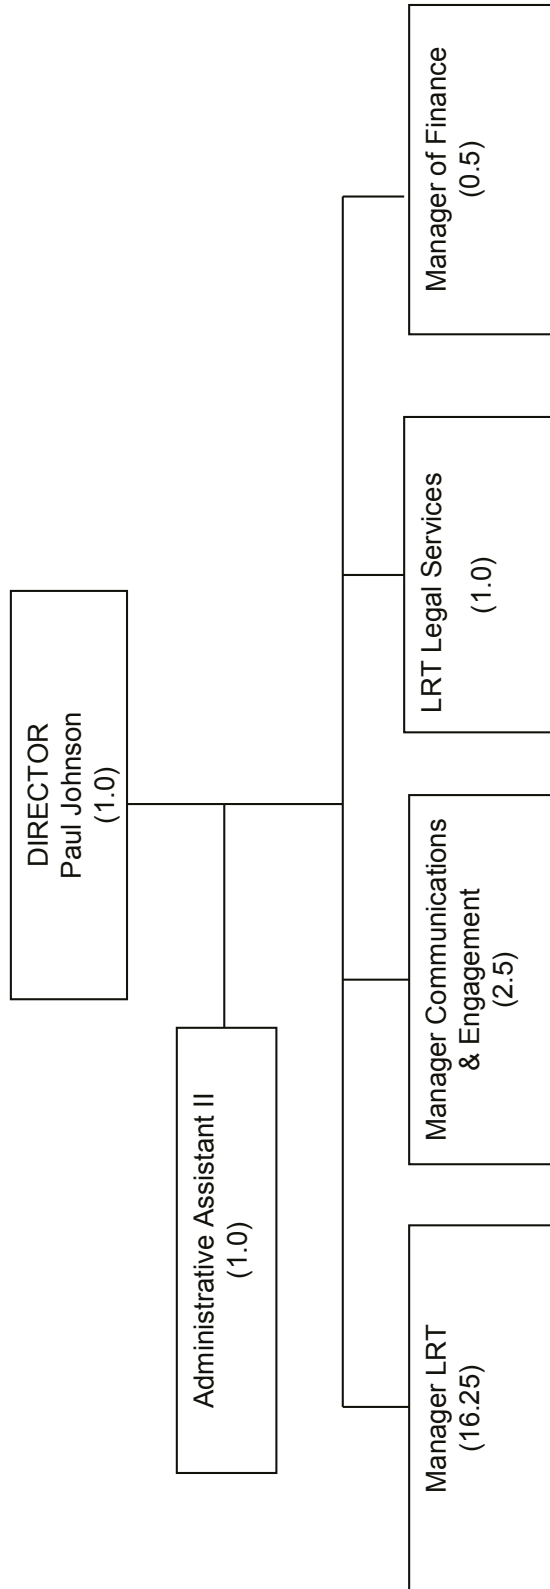 DIRECTOR
Paul Johnson
(1.0)
Administrative Assistant II
(1.0)
Manager LRT
(16.25)
Manager Communications
& Engagement
(2.5)
LRT Legal Services
(1.0)
Manager of Finance
(0.5)